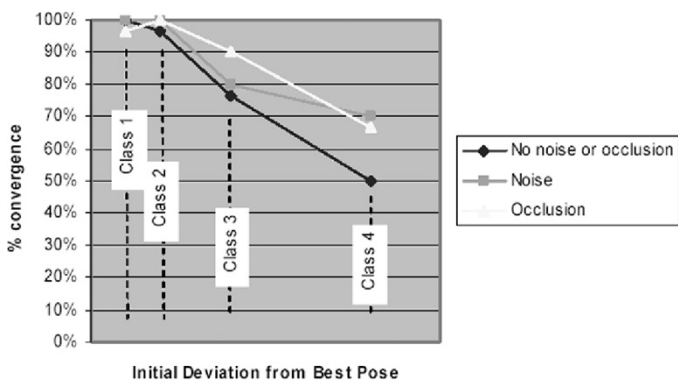 100%
90%
80%
70%
60%
50%
40%
30%
20%
10%
0%
% convergence
Class 1
Class 2
Class 3
Class 4
Initial Deviation from Best Pose
No noise or occlusion
Noise
Occlusion